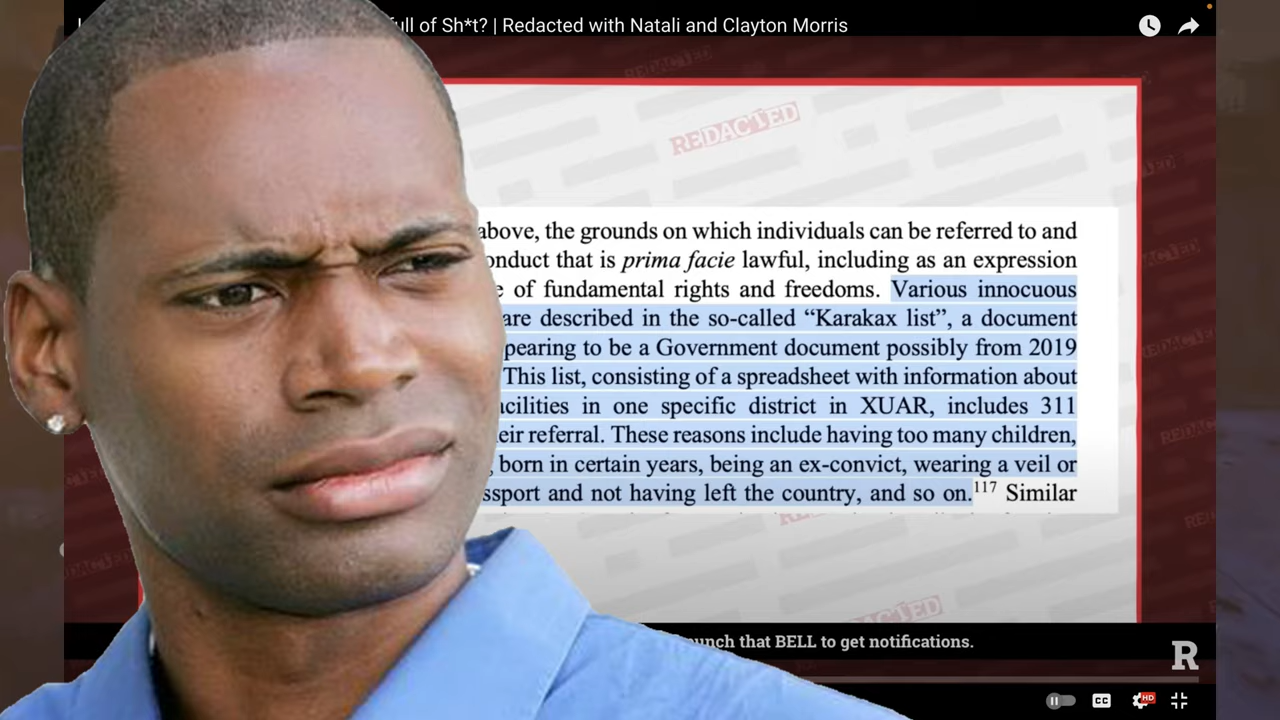 ull of Sh*t? | Redacted with Natali and Clayton Morris
REDACTED
REDACTED
above, the grounds on which individuals can be referred to and
onduct that is prima facie lawful, including as an expression
e of fundamental rights and freedoms. Various innocuous
are described in the so-called “Karakax list”, a document
pearing to be a Government document possibly from 2019
This list, consisting of a spreadsheet with information about
acilities in one specific district in XUAR, includes 311
eir referral. These reasons include having too many children,
, born in certain years, being an ex-convict, wearing a veil or
ssport and not having left the country, and so on.117 Similar
REDACTED
unch that BELL to get notifications.
R
CC
HD